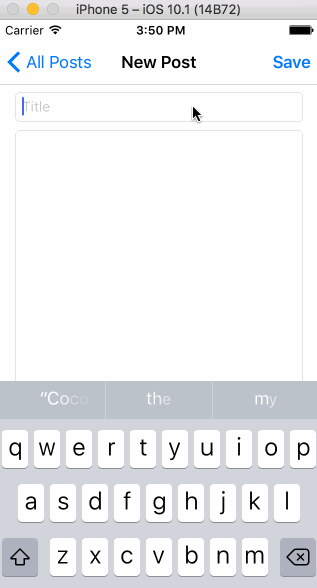 iPhone 5 – iOS 10.1 (14B72)
Carrier 3:50 PM
All Posts New Post Save
Title
“Coco the my
q w e r t y u i o p
a s d f g h j k l
z x c v b n m